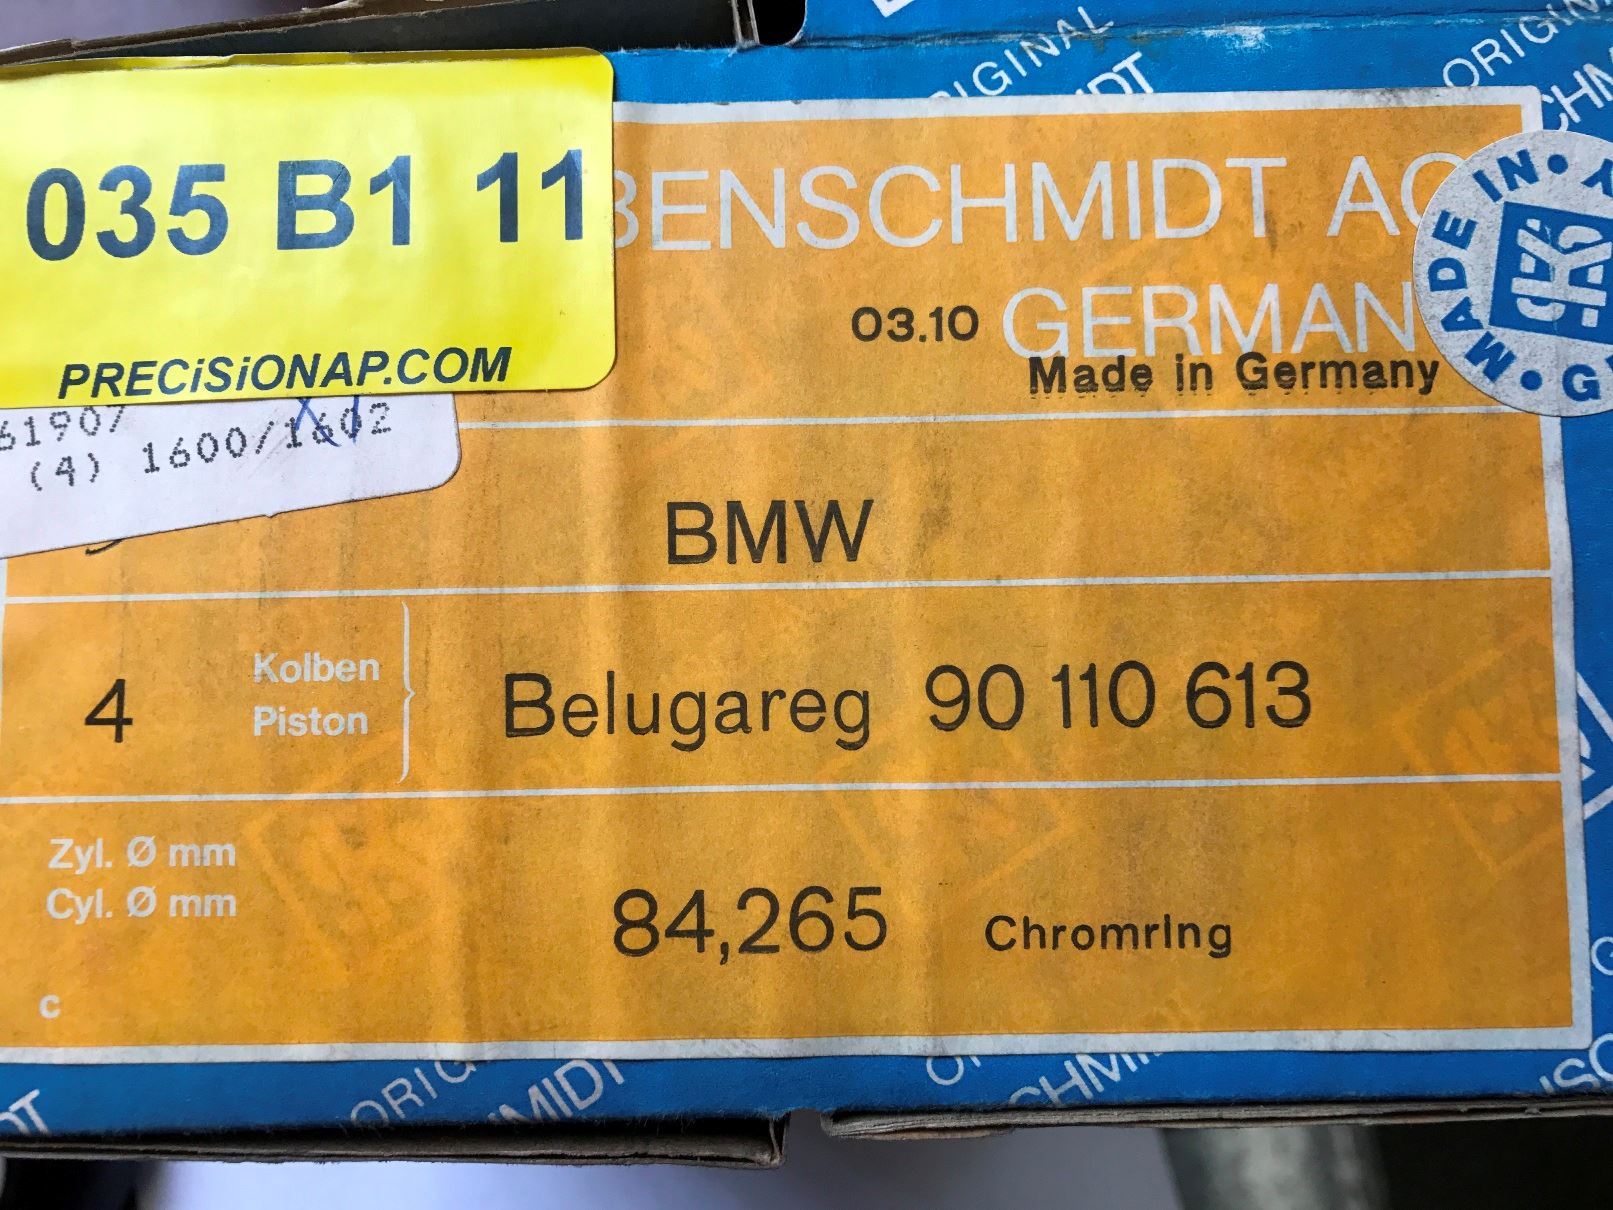 ORIGINAL
035 B1 11
BENSCHMIDT AG
MADE IN
03.10
GERMAN
Made in Germany
PRECiSiONAP.COM
6190/
(4) 1600/1602
BMW
4
Kolben
Piston
Belugareg 90 110 613
Zyl. Ø mm
Cyl. Ø mm
84,265
Chromring
c